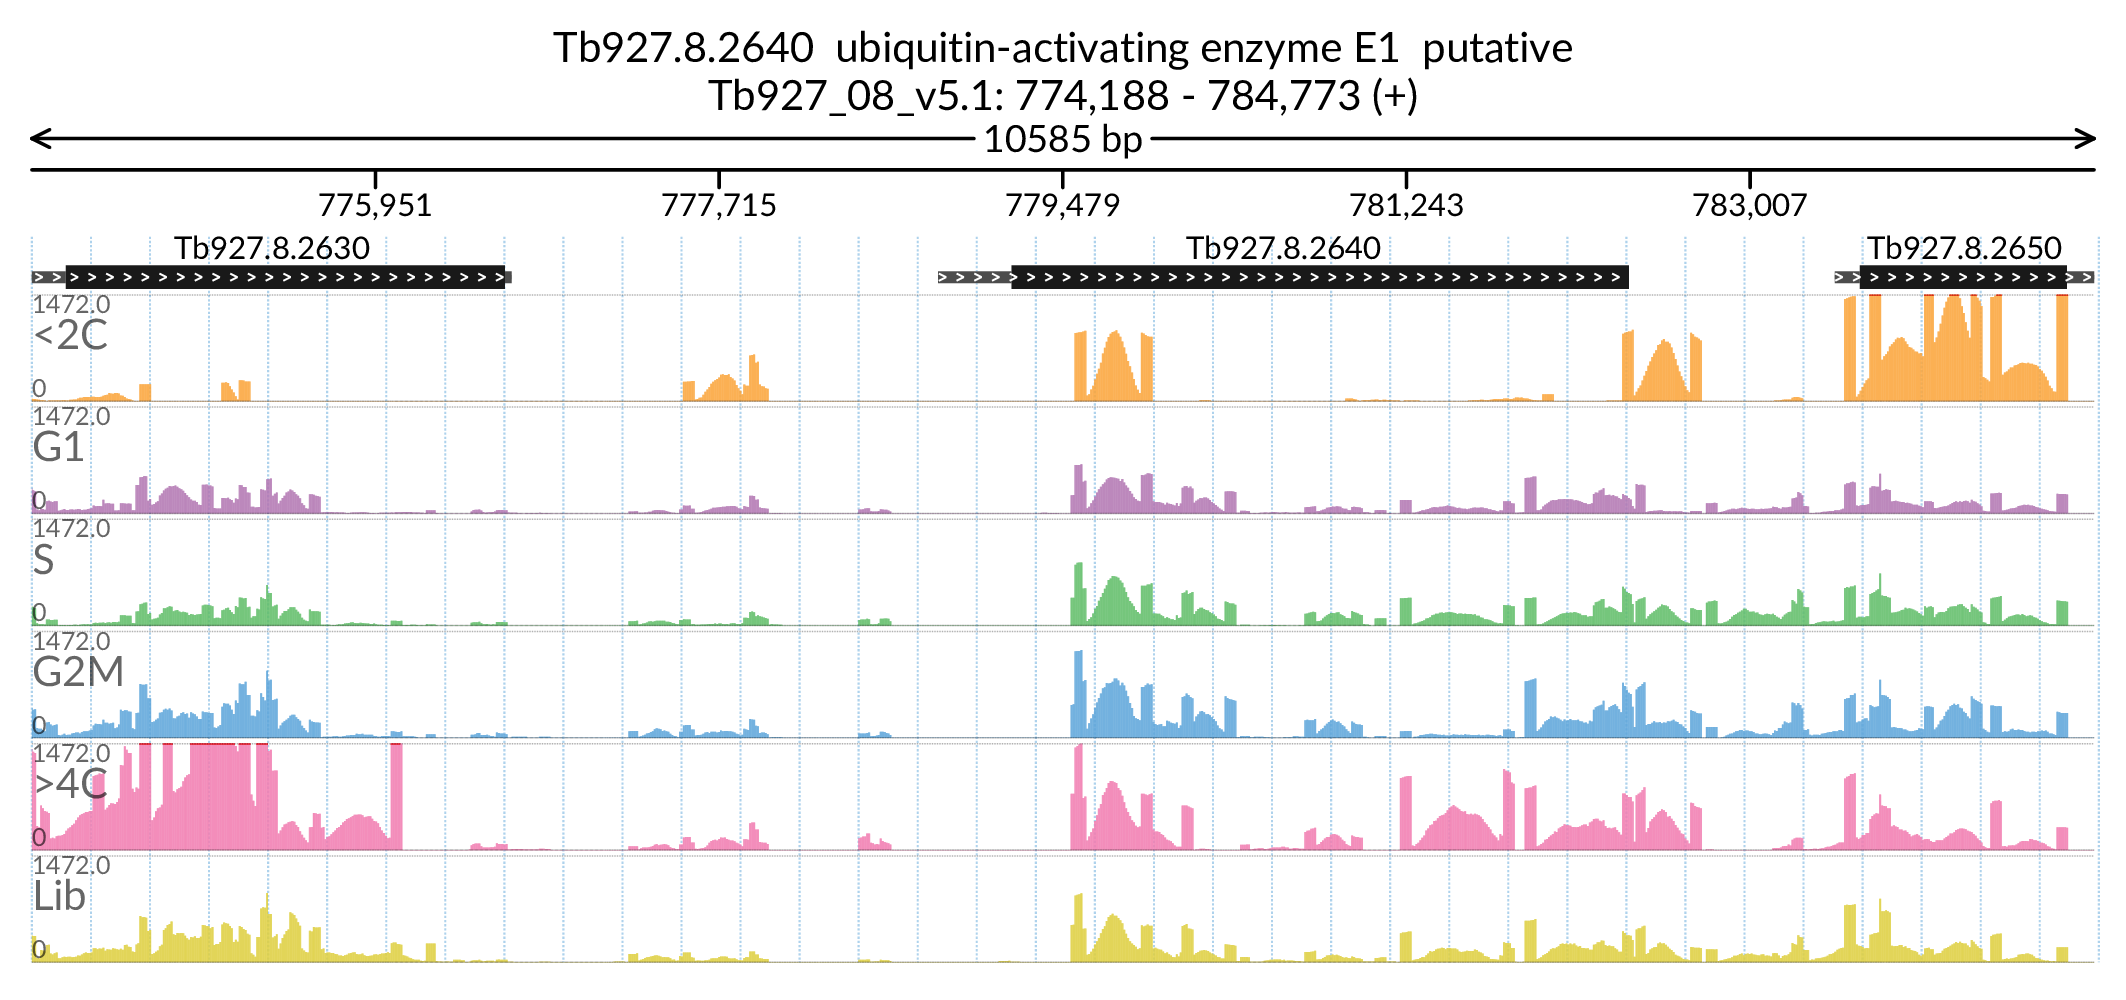 Tb927.8.2640  ubiquitin-activating enzyme E1  putative
Tb927_08_v5.1: 774,188 - 784,773 (+)
10585 bp
775,951 777,715 779,479 781,243 783,007
Tb927.8.2630 Tb927.8.2640 Tb927.8.2650
1472.0
<2C
0
1472.0
G1
0
1472.0
S
0
1472.0
G2M
0
1472.0
>4C
0
1472.0
Lib
0